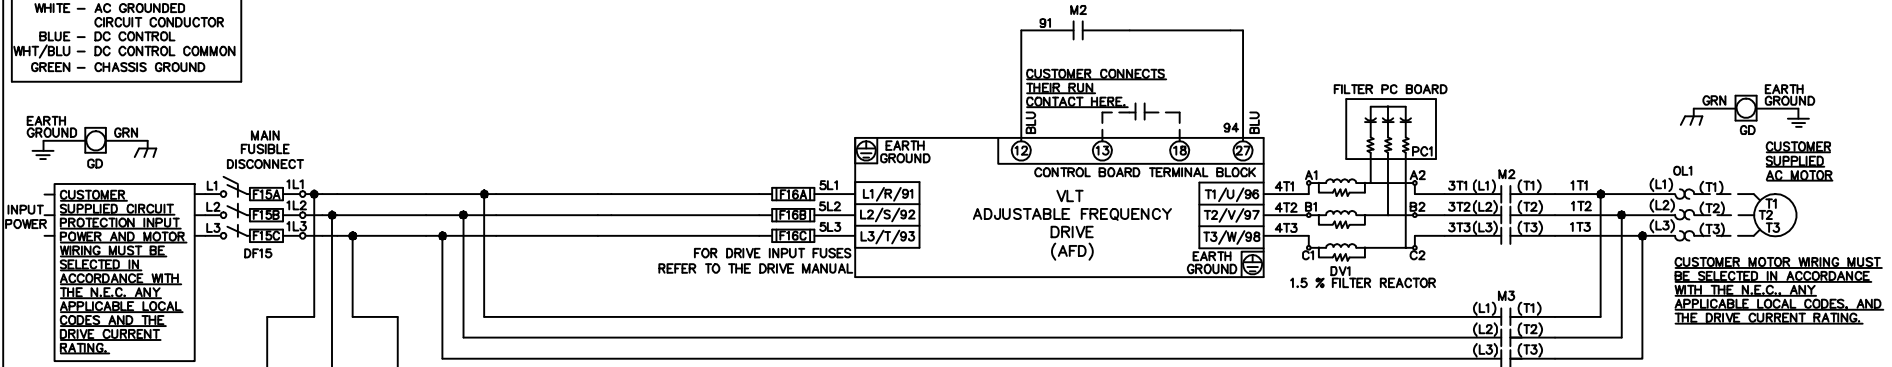 WHITE – AC GROUNDED
CIRCUIT CONDUCTOR
BLUE – DC CONTROL
WHT/BLU – DC CONTROL COMMON
GREEN – CHASSIS GROUND
EARTH
GROUND
GRN
GD
MAIN
FUSIBLE
DISCONNECT
INPUT
POWER
CUSTOMER
SUPPLIED CIRCUIT
PROTECTION INPUT
POWER AND MOTOR
WIRING MUST BE
SELECTED IN
ACCORDANCE WITH
THE N.E.C. ANY
APPLICABLE LOCAL
CODES AND THE
DRIVE CURRENT
RATING.
L1 F15A 1L1
L2 F15B 1L2
L3 F15C 1L3
DF15
F16A 5L1
F16B 5L2
F16C 5L3
FOR DRIVE INPUT FUSES
REFER TO THE DRIVE MANUAL
91 M2
CUSTOMER CONNECTS
THEIR RUN
CONTACT HERE.
BLU
94
BLU
12 13 18 27
CONTROL BOARD TERMINAL BLOCK
EARTH
GROUND
L1/R/91
L2/S/92
L3/T/93
VLT
ADJUSTABLE FREQUENCY
DRIVE
(AFD)
T1/U/96
T2/V/97
T3/W/98
EARTH
GROUND
4T1
4T2
4T3
FILTER PC BOARD
PC1
A1 A2
B1 B2
C1 C2
DV1
1.5 % FILTER REACTOR
M2
3T1 (L1) (T1) 1T1
3T2 (L2) (T2) 1T2
3T3 (L3) (T3) 1T3
M3
(L1) (T1)
(L2) (T2)
(L3) (T3)
OL1
(L1) (T1)
(L2) (T2)
(L3) (T3)
T1
T2
T3
GRN
GD
EARTH
GROUND
CUSTOMER
SUPPLIED
AC MOTOR
CUSTOMER MOTOR WIRING MUST
BE SELECTED IN ACCORDANCE
WITH THE N.E.C., ANY
APPLICABLE LOCAL CODES, AND
THE DRIVE CURRENT RATING.